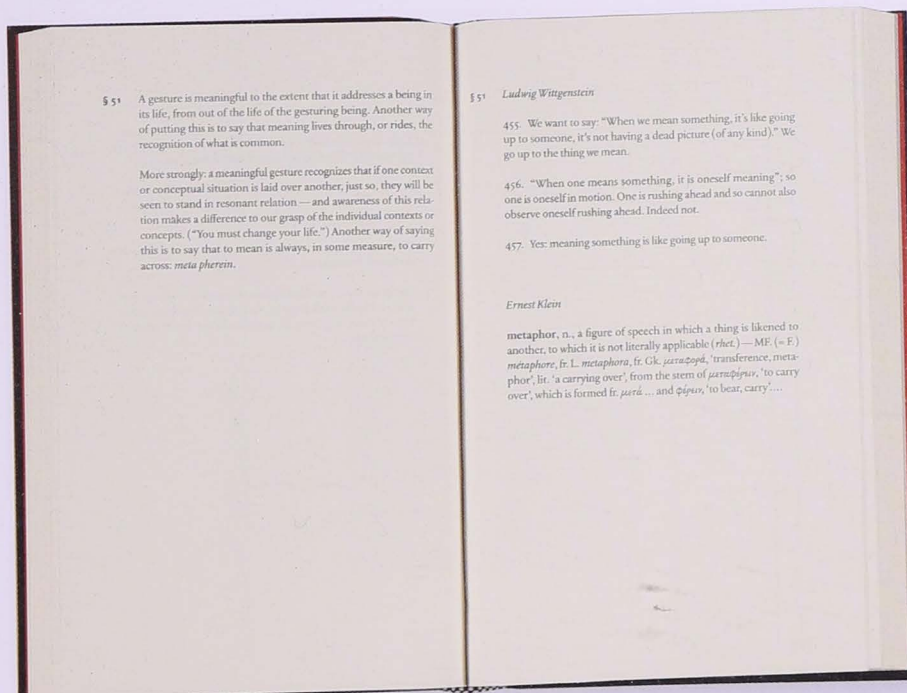 § 51 A gesture is meaningful to the extent that it addresses a being in
its life, from out of the life of the gesturing being. Another way
of putting this is to say that meaning lives through, or rides, the
recognition of what is common.
More strongly: a meaningful gesture recognizes that if one context
or conceptual situation is laid over another, just so, they will be
seen to stand in resonant relation — and awareness of this rela-
tion makes a difference to our grasp of the individual contexts or
concepts. ("You must change your life.") Another way of saying
this is to say that to mean is always, in some measure, to carry
across: meta pherein.
§ 51 Ludwig Wittgenstein
455. We want to say: "When we mean something, it's like going
up to someone, it's not having a dead picture (of any kind)." We
go up to the thing we mean.
456. "When one means something, it is oneself meaning"; so
one is oneself in motion. One is rushing ahead and so cannot also
observe oneself rushing ahead. Indeed not.
457. Yes: meaning something is like going up to someone.
Ernest Klein
metaphor, n., a figure of speech in which a thing is likened to
another, to which it is not literally applicable (rhet.) — MF. (= F.)
métaphore, fr. L. metaphora, fr. Gk. μεταφορά, 'transference, meta-
phor', lit. 'a carrying over', from the stem of μεταφέρειν, 'to carry
over', which is formed fr. μετά ... and φέρειν, 'to bear, carry'....